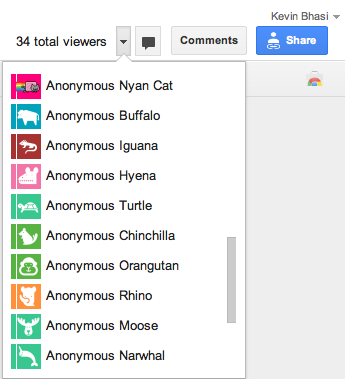 Kevin Bhasi
34 total viewers
Comments
Share
Anonymous Nyan Cat
Anonymous Buffalo
Anonymous Iguana
Anonymous Hyena
Anonymous Turtle
Anonymous Chinchilla
Anonymous Orangutan
Anonymous Rhino
Anonymous Moose
Anonymous Narwhal